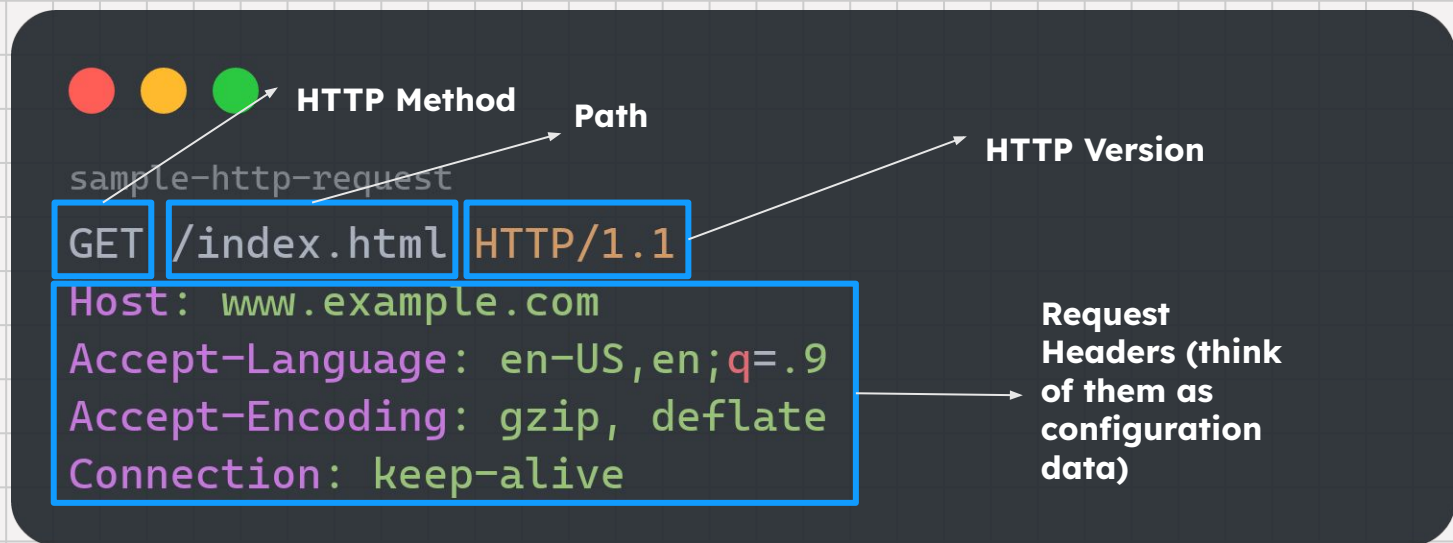 HTTP Method
Path
HTTP Version
sample-http-request
GET /index.html HTTP/1.1
Host: www.example.com
Accept-Language: en-US,en;q=.9
Accept-Encoding: gzip, deflate
Connection: keep-alive
Request
Headers (think
of them as
configuration
data)